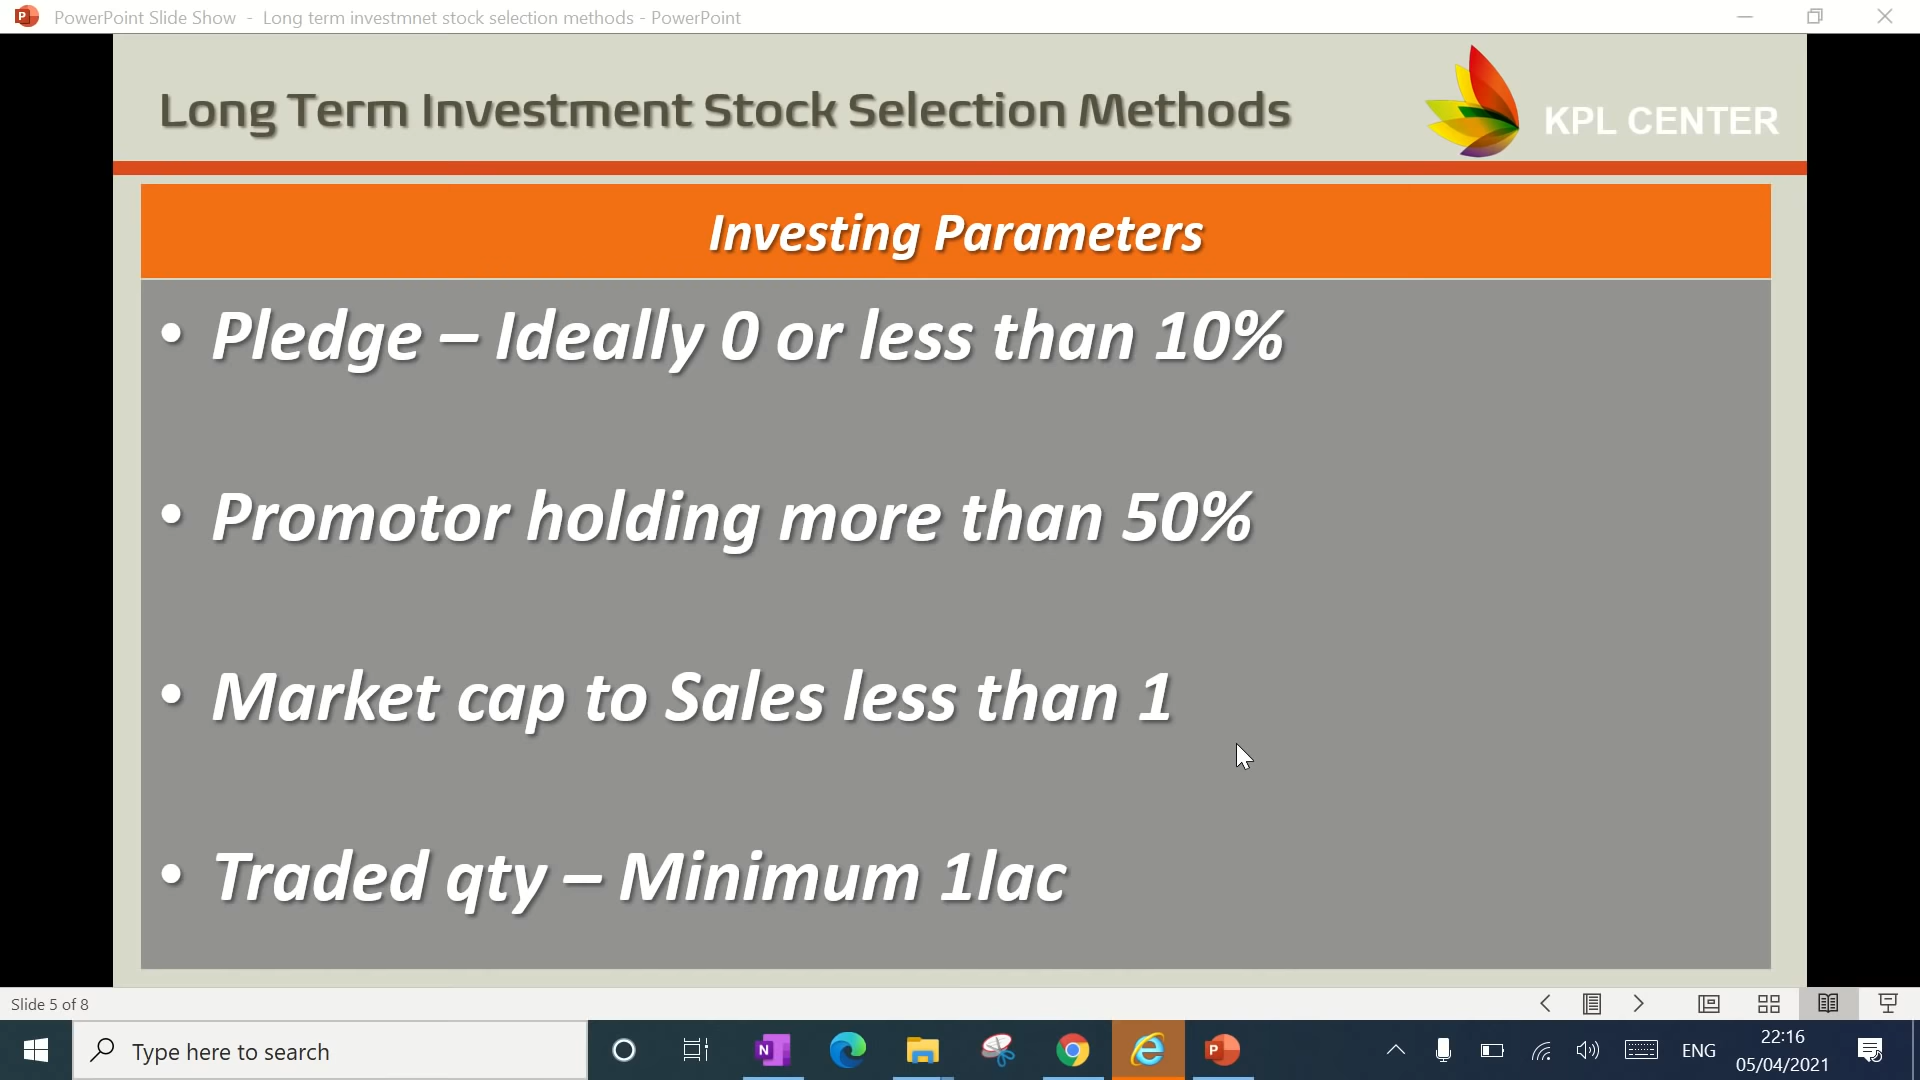 PowerPoint Slide Show - Long term investmnet stock selection methods - PowerPoint
Long Term Investment Stock Selection Methods
KPL CENTER
Investing Parameters
• Pledge – Ideally 0 or less than 10%
• Promotor holding more than 50%
• Market cap to Sales less than 1
• Traded qty – Minimum 1lac
Slide 5 of 8
Type here to search
ENG
22:16
05/04/2021